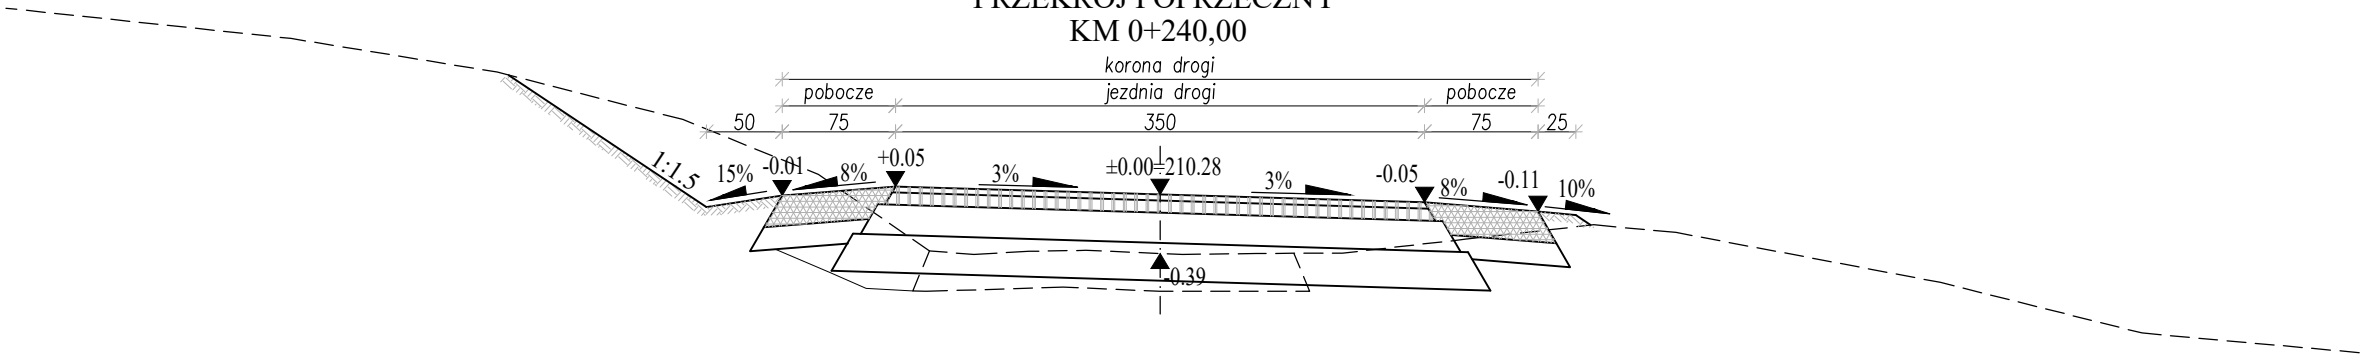 PRZEKRÓJ POPRZECZNY
KM 0+240,00
korona drogi
pobocze jezdnia drogi pobocze
50 75 350 75 25
1:1.5 15% -0.01 8% +0.05 3% ±0.00=210.28 3% -0.05 8% -0.11 10%
-0.39